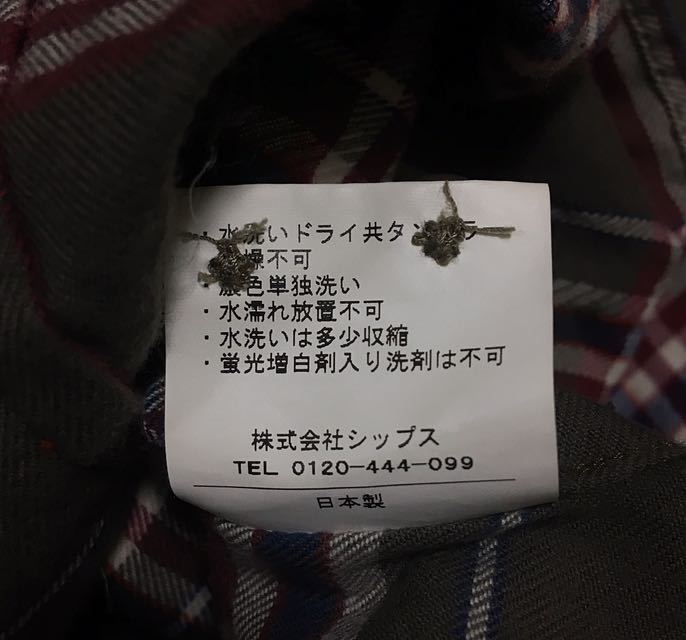 ・水洗いドライ共タンブラ
燥不可
濃色単独洗い
・水濡れ放置不可
・水洗いは多少収縮
・蛍光増白剤入り洗剤は不可
株式会社シップス
TEL 0120-444-099
日本製